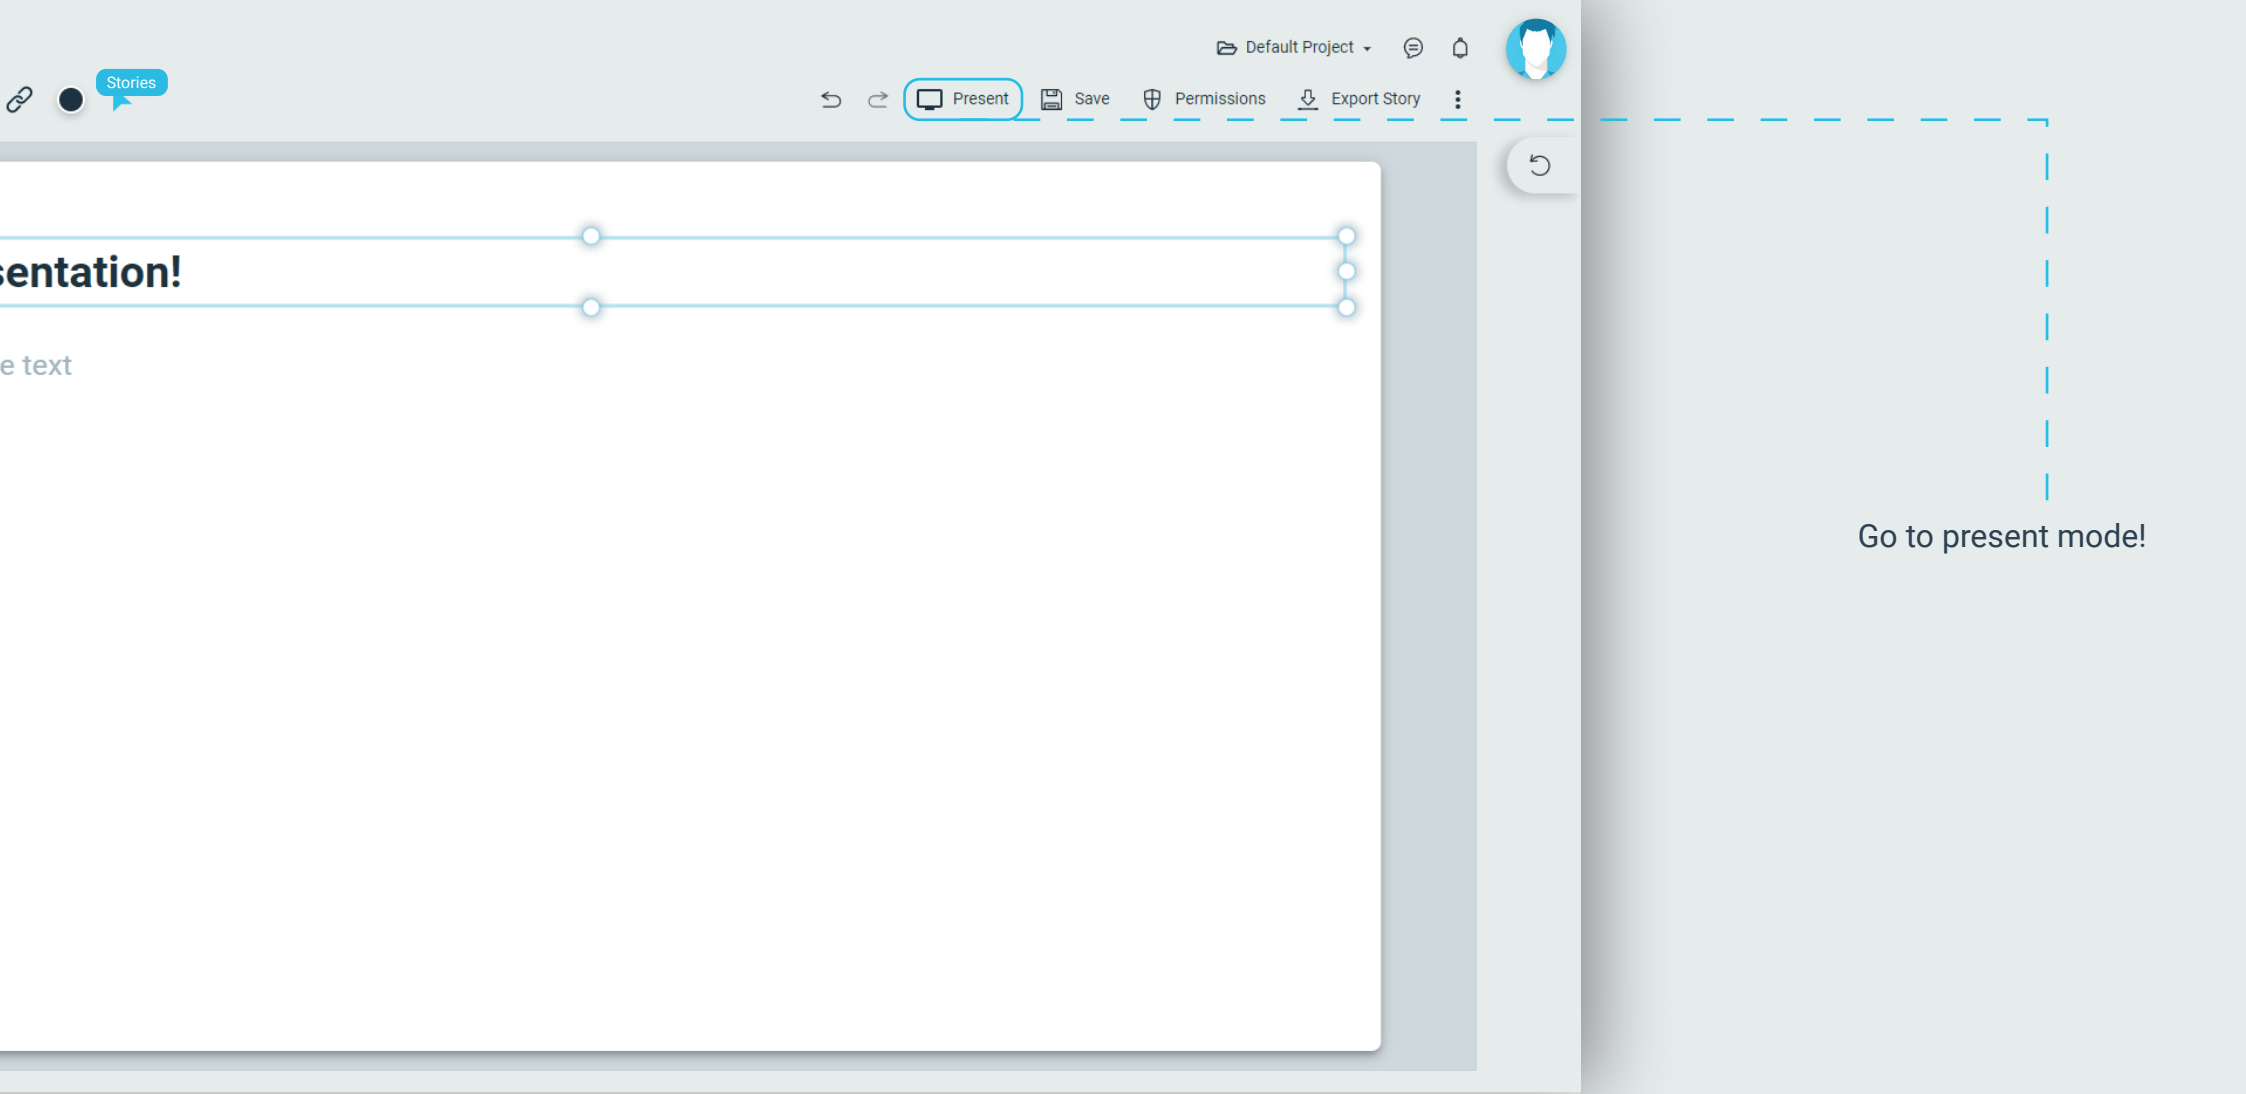 Default Project
Stories
Present Save Permissions Export Story
sentation!
e text
Go to present mode!